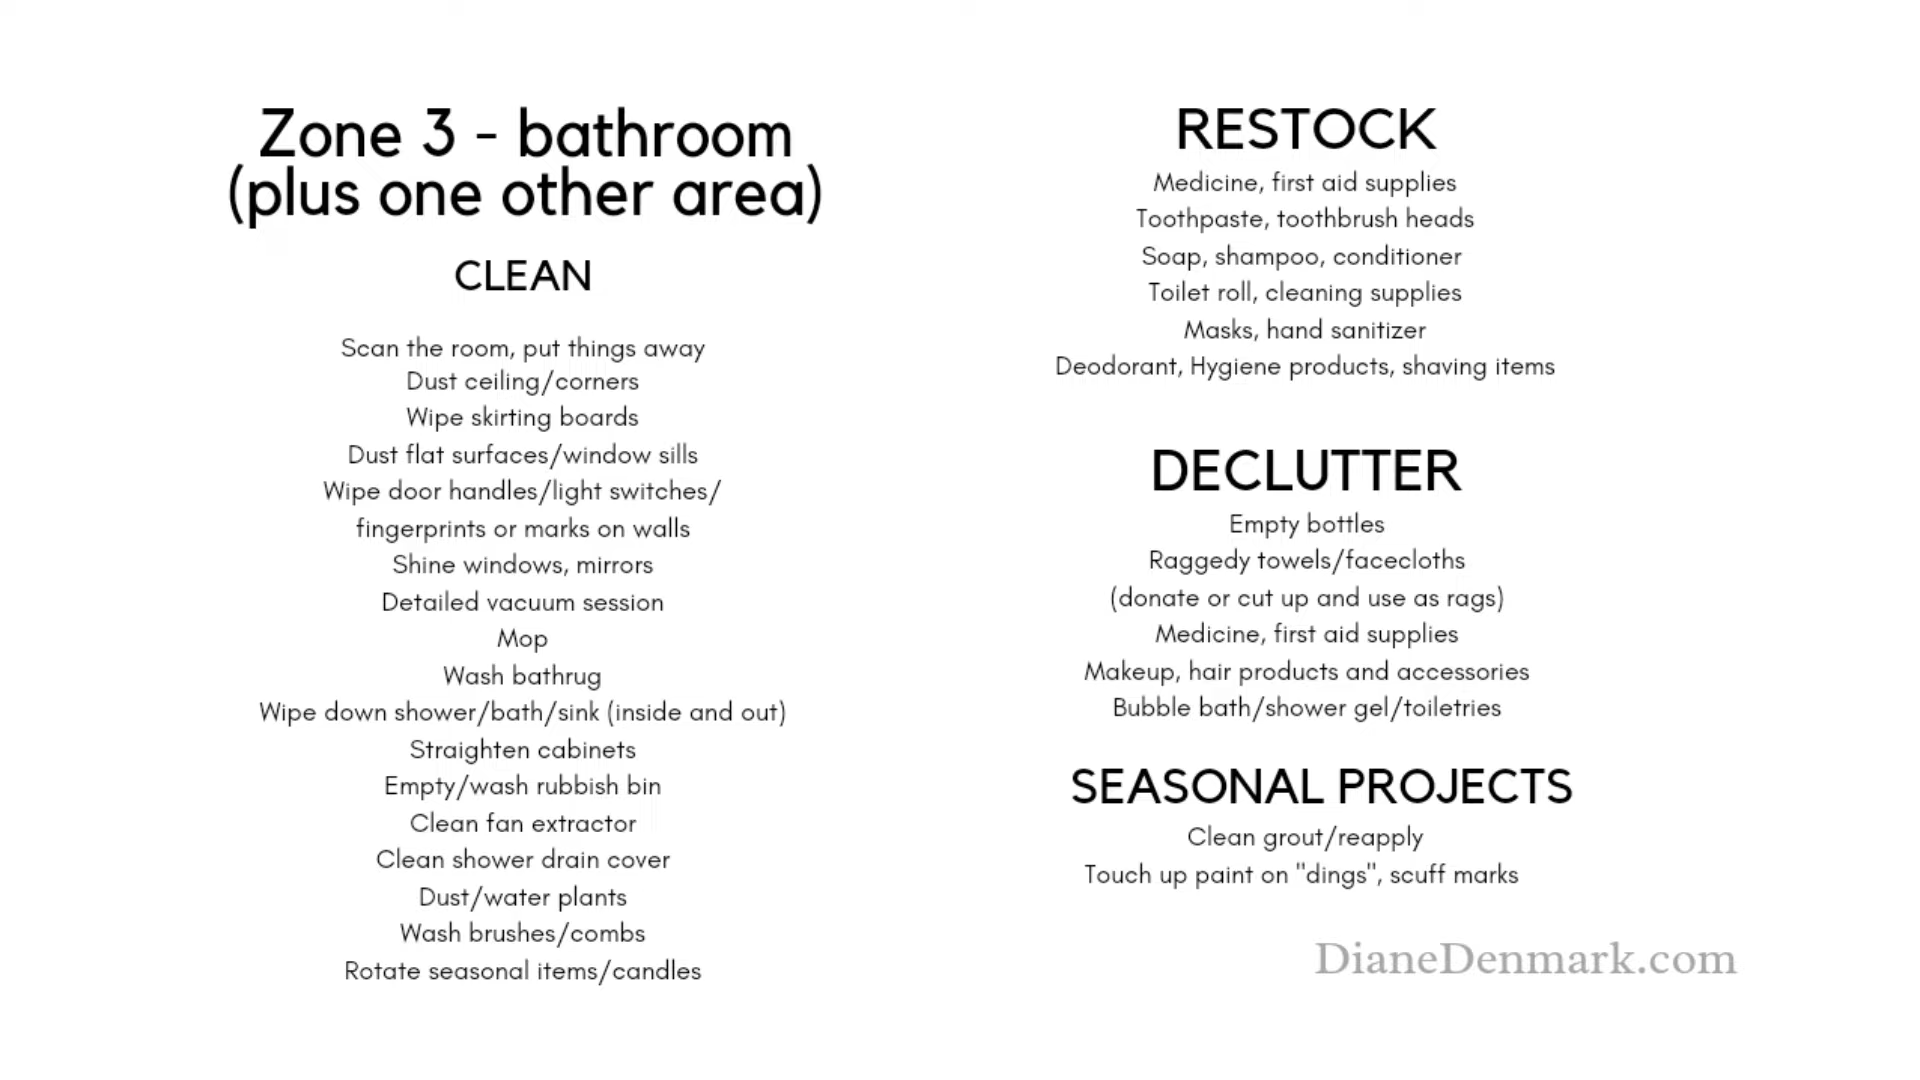 Zone 3 - bathroom
(plus one other area)
CLEAN
Scan the room, put things away
Dust ceiling/corners
Wipe skirting boards
Dust flat surfaces/window sills
Wipe door handles/light switches/
fingerprints or marks on walls
Shine windows, mirrors
Detailed vacuum session
Mop
Wash bathrug
Wipe down shower/bath/sink (inside and out)
Straighten cabinets
Empty/wash rubbish bin
Clean fan extractor
Clean shower drain cover
Dust/water plants
Wash brushes/combs
Rotate seasonal items/candles
RESTOCK
Medicine, first aid supplies
Toothpaste, toothbrush heads
Soap, shampoo, conditioner
Toilet roll, cleaning supplies
Masks, hand sanitizer
Deodorant, Hygiene products, shaving items
DECLUTTER
Empty bottles
Raggedy towels/facecloths
(donate or cut up and use as rags)
Medicine, first aid supplies
Makeup, hair products and accessories
Bubble bath/shower gel/toiletries
SEASONAL PROJECTS
Clean grout/reapply
Touch up paint on "dings", scuff marks
DianeDenmark.com